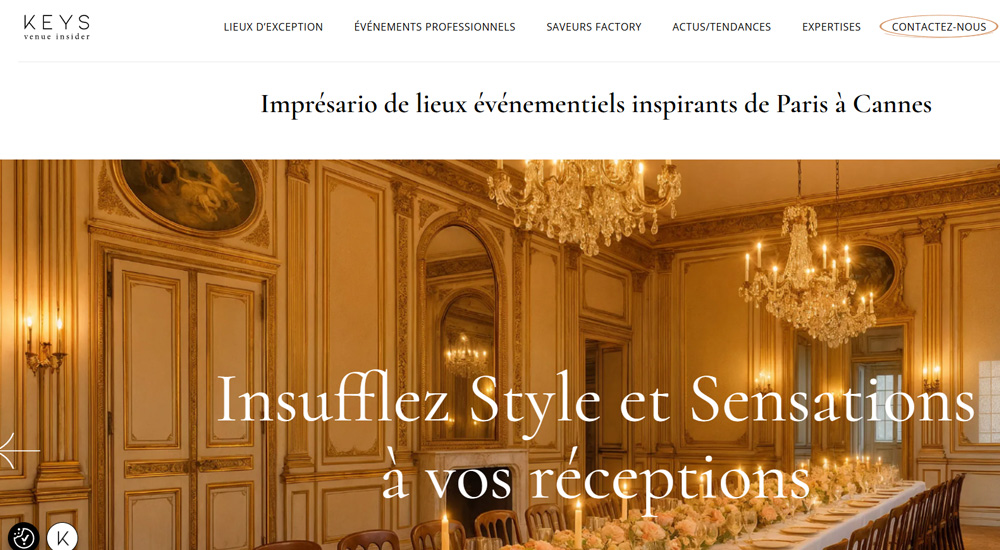 KEYS
venue insider
LIEUX D'EXCEPTION
ÉVÉNEMENTS PROFESSIONNELS
SAVEURS FACTORY
ACTUS/TENDANCES
EXPERTISES
CONTACTEZ-NOUS
Imprésario de lieux événementiels inspirants de Paris à Cannes
Insufflez Style et Sensations
à vos réceptions
K